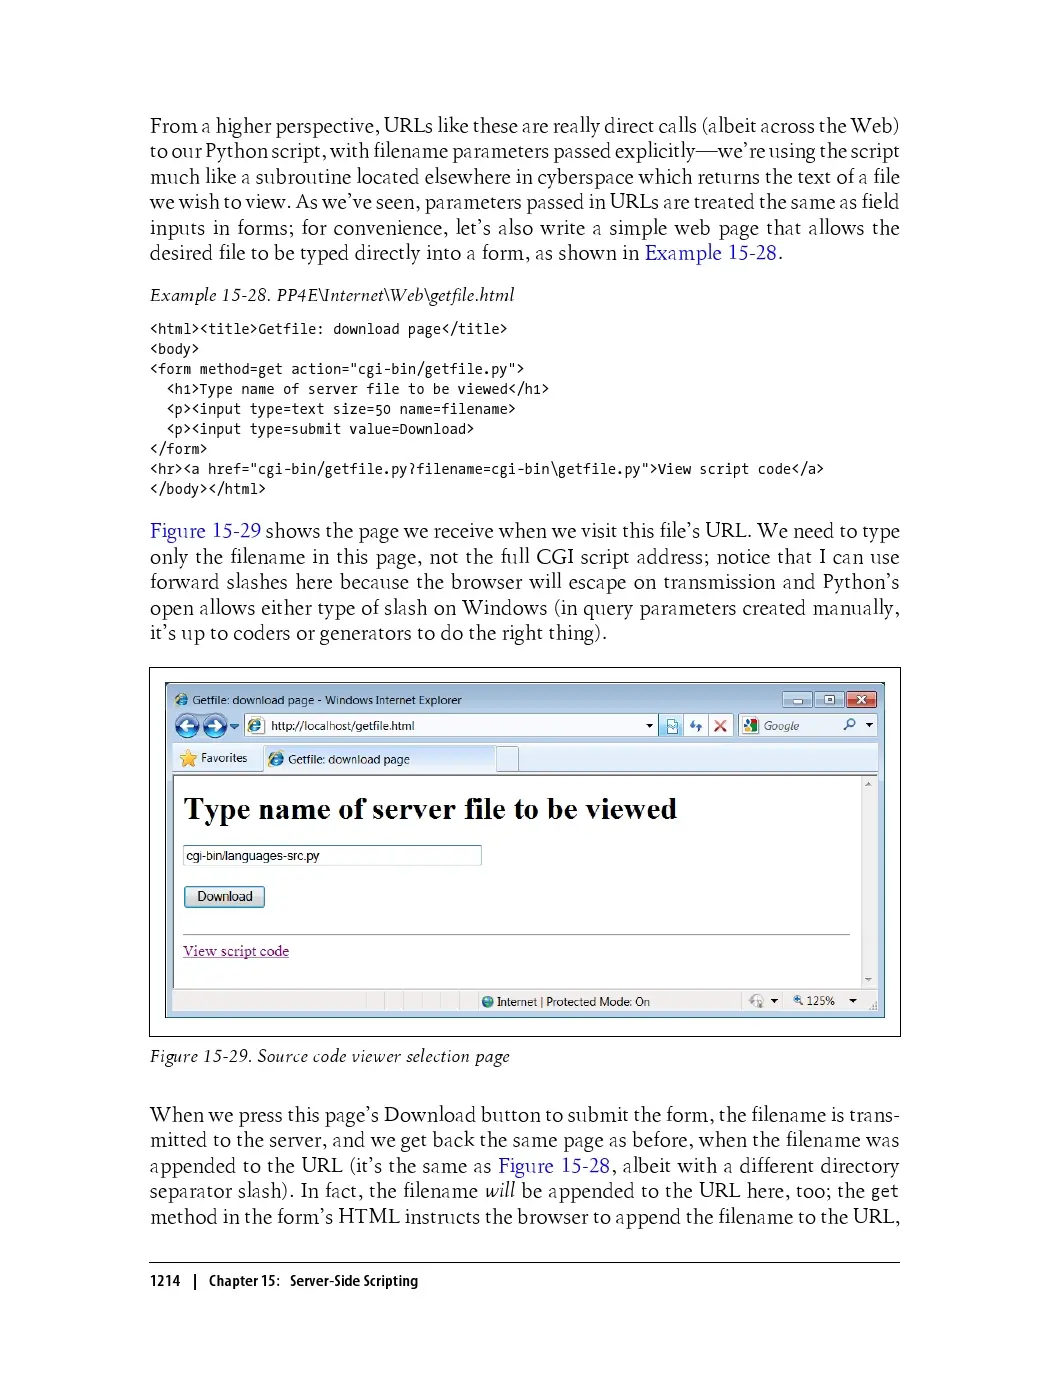 From a higher perspective, URLs like these are really direct calls (albeit across the Web)
to our Python script, with filename parameters passed explicitly—we’re using the script
much like a subroutine located elsewhere in cyberspace which returns the text of a file
we wish to view. As we’ve seen, parameters passed in URLs are treated the same as field
inputs in forms; for convenience, let’s also write a simple web page that allows the
desired file to be typed directly into a form, as shown in Example 15-28.
Example 15-28. PP4E\Internet\Web\getfile.html
<html><title>Getfile: download page</title>
<body>
<form method=get action="cgi-bin/getfile.py">
  <h1>Type name of server file to be viewed</h1>
  <p><input type=text size=50 name=filename>
  <p><input type=submit value=Download>
</form>
<hr><a href="cgi-bin/getfile.py?filename=cgi-bin\getfile.py">View script code</a>
</body></html>
Figure 15-29 shows the page we receive when we visit this file’s URL. We need to type
only the filename in this page, not the full CGI script address; notice that I can use
forward slashes here because the browser will escape on transmission and Python’s
open allows either type of slash on Windows (in query parameters created manually,
it’s up to coders or generators to do the right thing).
Getfile: download page - Windows Internet Explorer
http://localhost/getfile.html Google
Favorites Getfile: download page
Type name of server file to be viewed
cgi-bin/languages-src.py
Download
View script code
Internet | Protected Mode: On 125%
Figure 15-29. Source code viewer selection page
When we press this page’s Download button to submit the form, the filename is trans-
mitted to the server, and we get back the same page as before, when the filename was
appended to the URL (it’s the same as Figure 15-28, albeit with a different directory
separator slash). In fact, the filename will be appended to the URL here, too; the get
method in the form’s HTML instructs the browser to append the filename to the URL,
1214 | Chapter 15: Server-Side Scripting